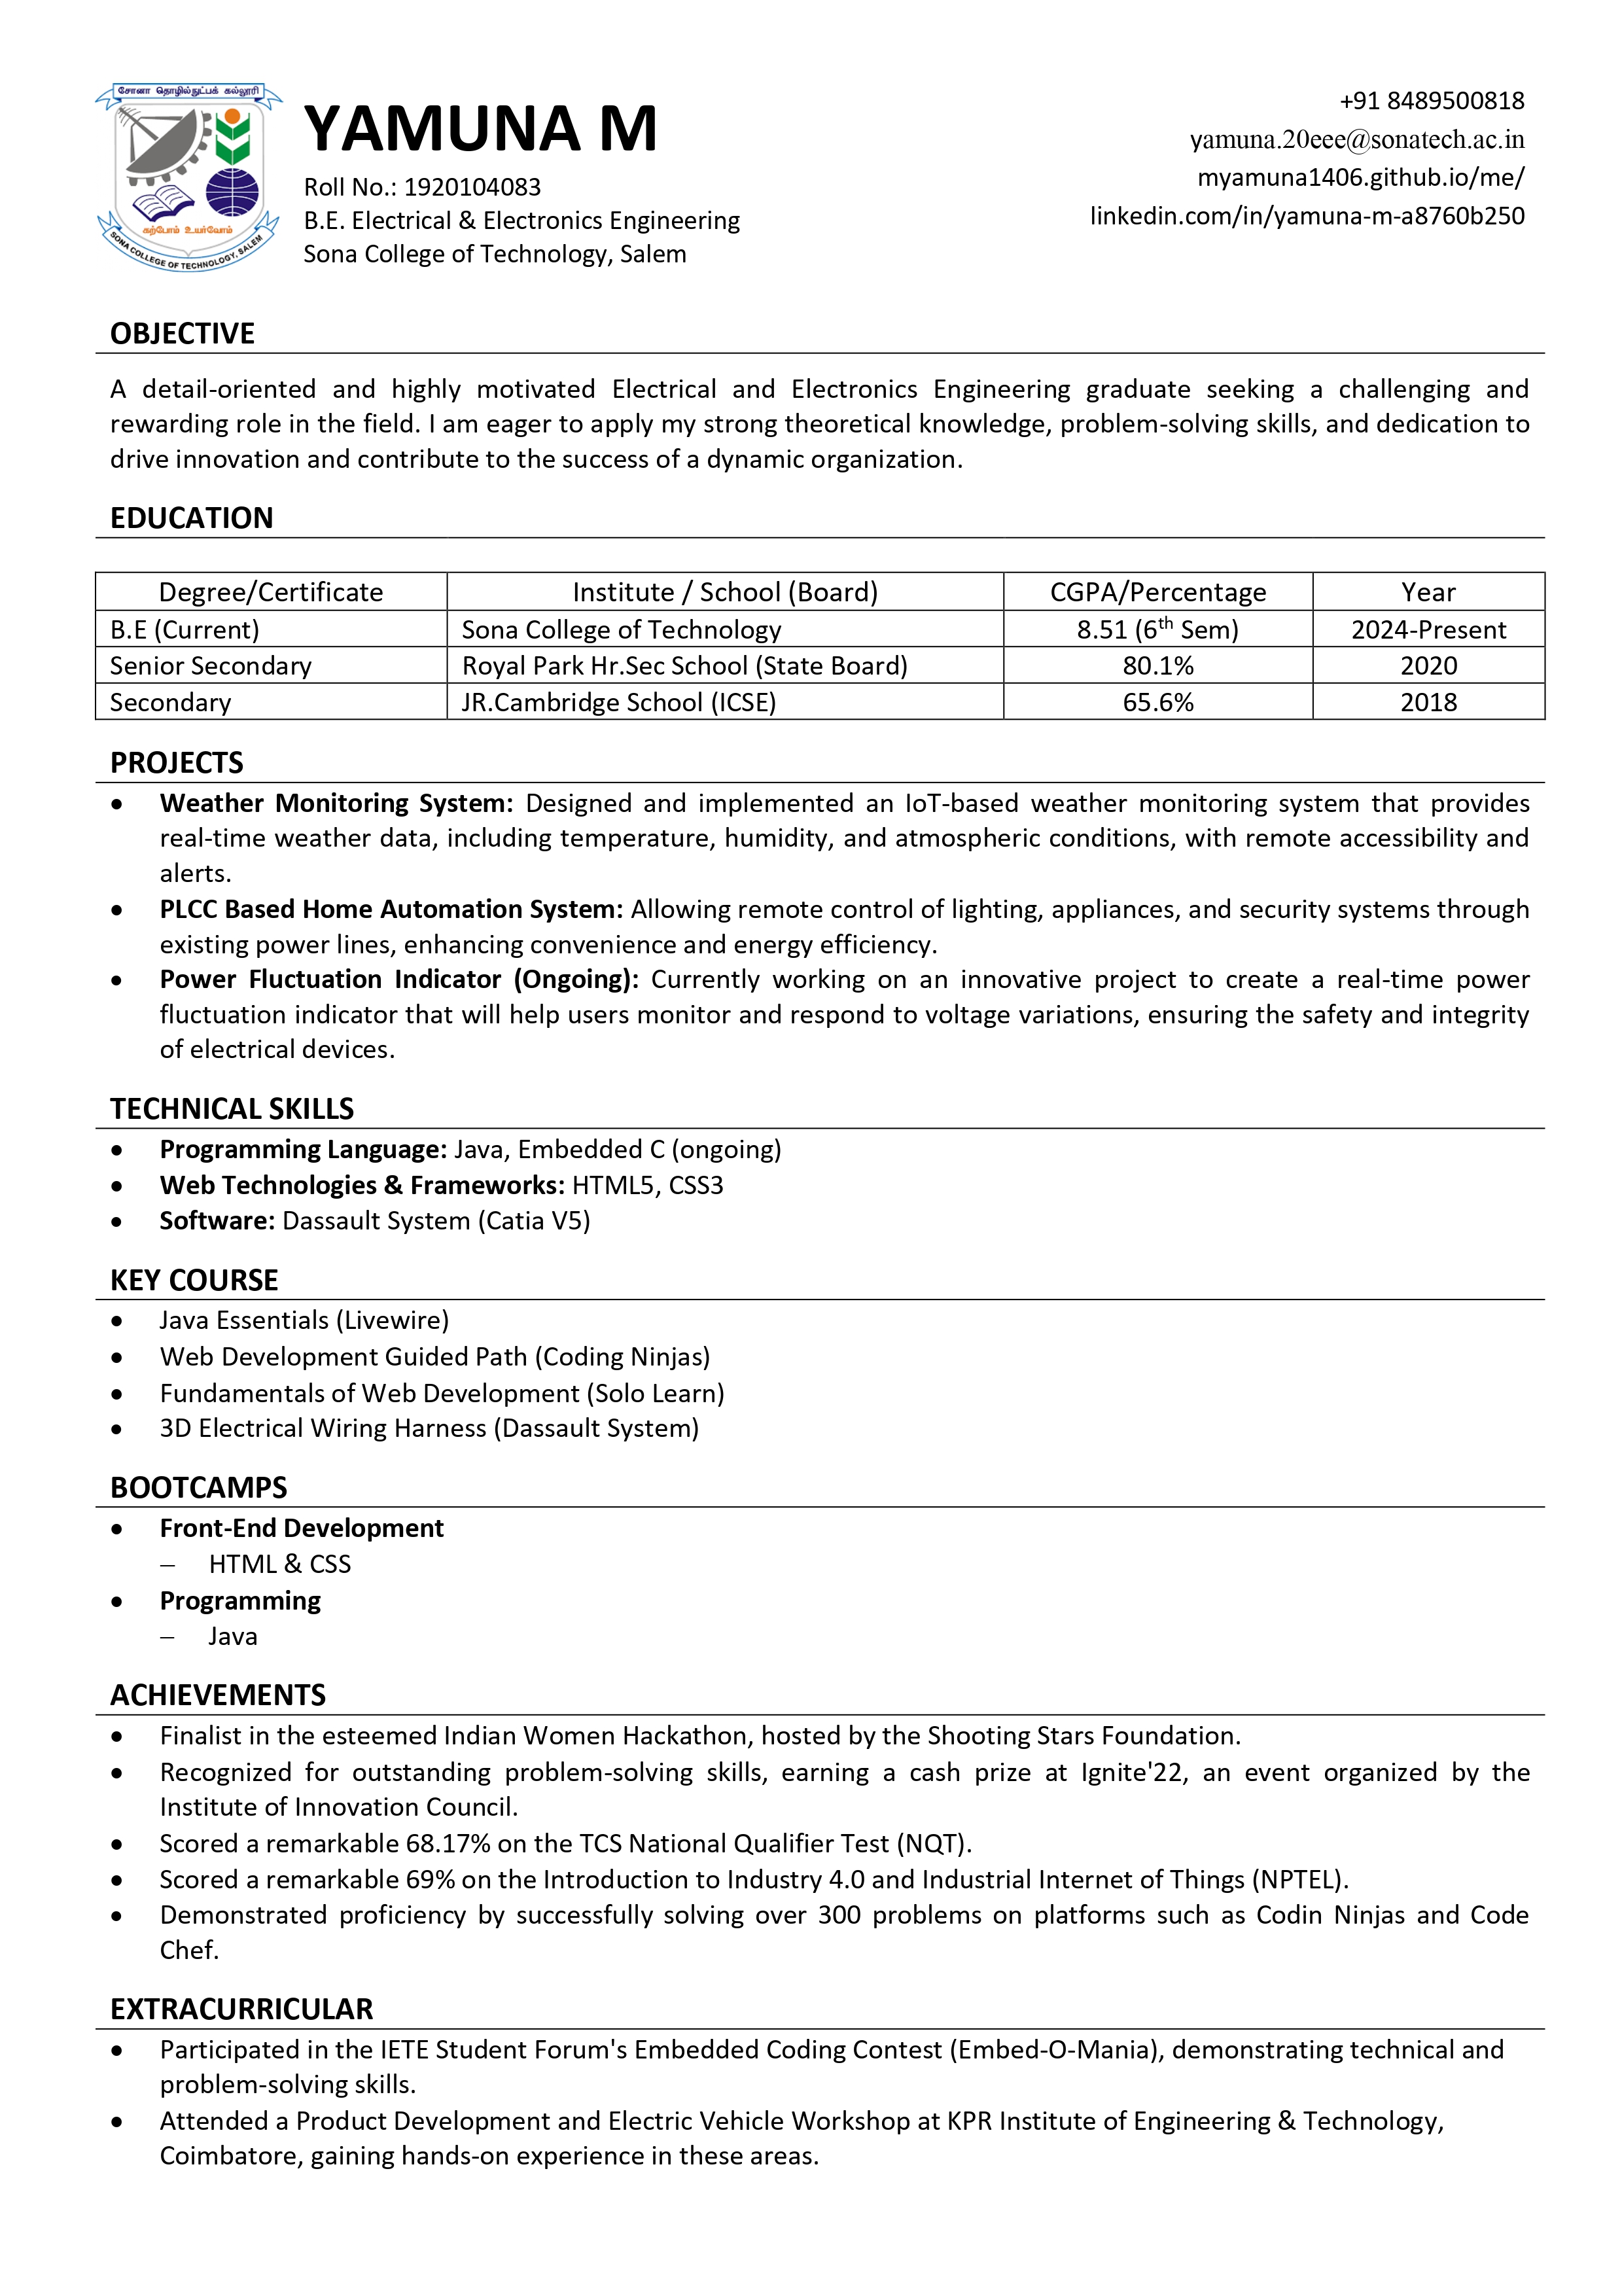 சோனா தொழில்நுட்பக் கல்லூரி
கற்போம் உயர்வோம்
SONA COLLEGE OF TECHNOLOGY, SALEM
YAMUNA M
Roll No.: 1920104083
B.E. Electrical & Electronics Engineering
Sona College of Technology, Salem
+91 8489500818
yamuna.20eee@sonatech.ac.in
myamuna1406.github.io/me/
linkedin.com/in/yamuna-m-a8760b250
OBJECTIVE
A detail-oriented and highly motivated Electrical and Electronics Engineering graduate seeking a challenging and
rewarding role in the field. I am eager to apply my strong theoretical knowledge, problem-solving skills, and dedication to
drive innovation and contribute to the success of a dynamic organization.
EDUCATION
Degree/Certificate Institute / School (Board) CGPA/Percentage Year
B.E (Current) Sona College of Technology 8.51 (6th Sem) 2024-Present
Senior Secondary Royal Park Hr.Sec School (State Board) 80.1% 2020
Secondary JR.Cambridge School (ICSE) 65.6% 2018
PROJECTS
• Weather Monitoring System: Designed and implemented an IoT-based weather monitoring system that provides
real-time weather data, including temperature, humidity, and atmospheric conditions, with remote accessibility and
alerts.
• PLCC Based Home Automation System: Allowing remote control of lighting, appliances, and security systems through
existing power lines, enhancing convenience and energy efficiency.
• Power Fluctuation Indicator (Ongoing): Currently working on an innovative project to create a real-time power
fluctuation indicator that will help users monitor and respond to voltage variations, ensuring the safety and integrity
of electrical devices.
TECHNICAL SKILLS
• Programming Language: Java, Embedded C (ongoing)
• Web Technologies & Frameworks: HTML5, CSS3
• Software: Dassault System (Catia V5)
KEY COURSE
• Java Essentials (Livewire)
• Web Development Guided Path (Coding Ninjas)
• Fundamentals of Web Development (Solo Learn)
• 3D Electrical Wiring Harness (Dassault System)
BOOTCAMPS
• Front-End Development
– HTML & CSS
• Programming
– Java
ACHIEVEMENTS
• Finalist in the esteemed Indian Women Hackathon, hosted by the Shooting Stars Foundation.
• Recognized for outstanding problem-solving skills, earning a cash prize at Ignite'22, an event organized by the
Institute of Innovation Council.
• Scored a remarkable 68.17% on the TCS National Qualifier Test (NQT).
• Scored a remarkable 69% on the Introduction to Industry 4.0 and Industrial Internet of Things (NPTEL).
• Demonstrated proficiency by successfully solving over 300 problems on platforms such as Codin Ninjas and Code
Chef.
EXTRACURRICULAR
• Participated in the IETE Student Forum's Embedded Coding Contest (Embed-O-Mania), demonstrating technical and
problem-solving skills.
• Attended a Product Development and Electric Vehicle Workshop at KPR Institute of Engineering & Technology,
Coimbatore, gaining hands-on experience in these areas.